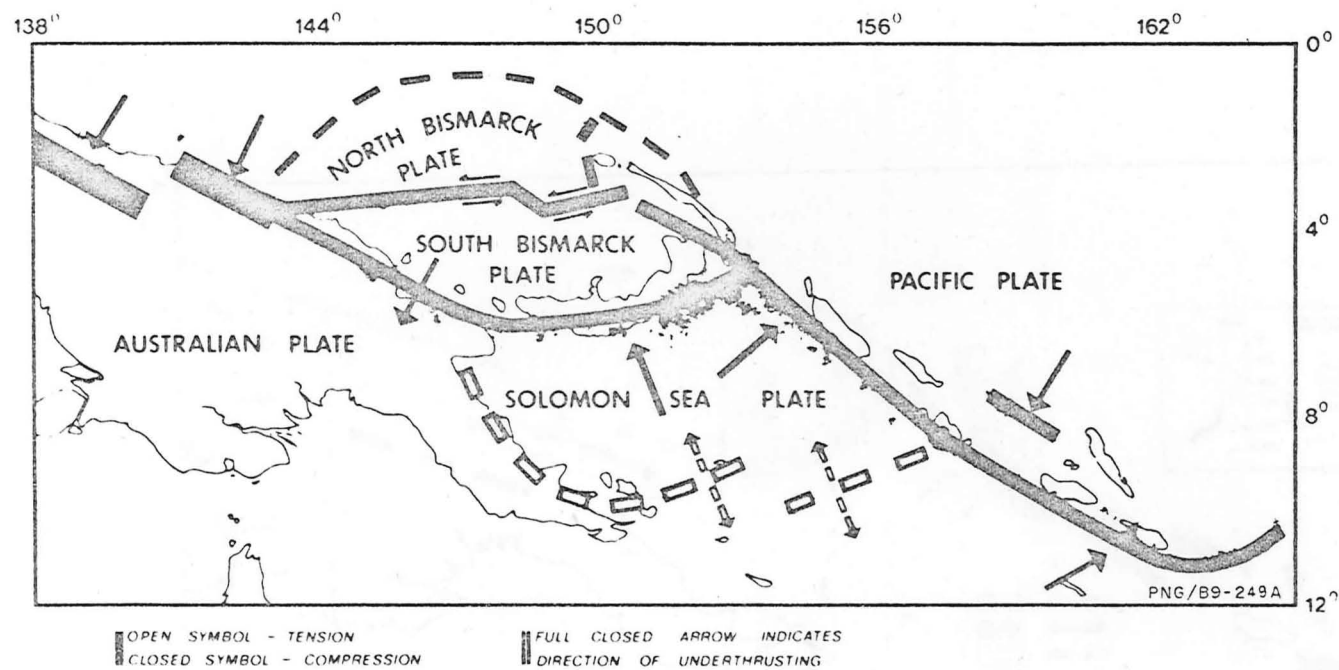 138° 144° 150° 156° 162°
0°
NORTH BISMARCK
PLATE
4°
SOUTH BISMARCK
PLATE
PACIFIC PLATE
AUSTRALIAN PLATE
SOLOMON SEA PLATE
8°
PNG/B9-249A
12°
OPEN SYMBOL - TENSION
CLOSED SYMBOL - COMPRESSION
FULL CLOSED ARROW INDICATES
DIRECTION OF UNDERTHRUSTING